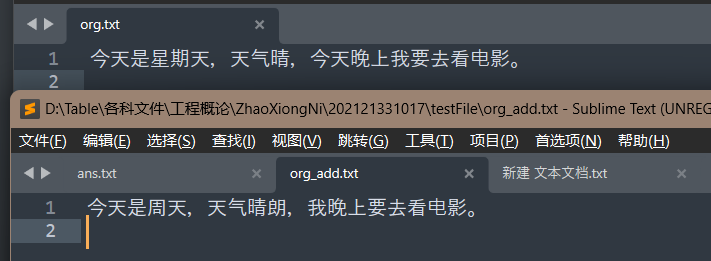 org.txt
1 今天是星期天，天气晴，今天晚上我要去看电影。
2
D:\Table\各科文件\工程概论\ZhaoXiongNi\202121331017\testFile\org_add.txt - Sublime Text (UNREG
文件(F) 编辑(E) 选择(S) 查找(I) 视图(V) 跳转(G) 工具(T) 项目(P) 首选项(N) 帮助(H)
ans.txt org_add.txt 新建 文本文档.txt
1 今天是周天，天气晴朗，我晚上要去看电影。
2